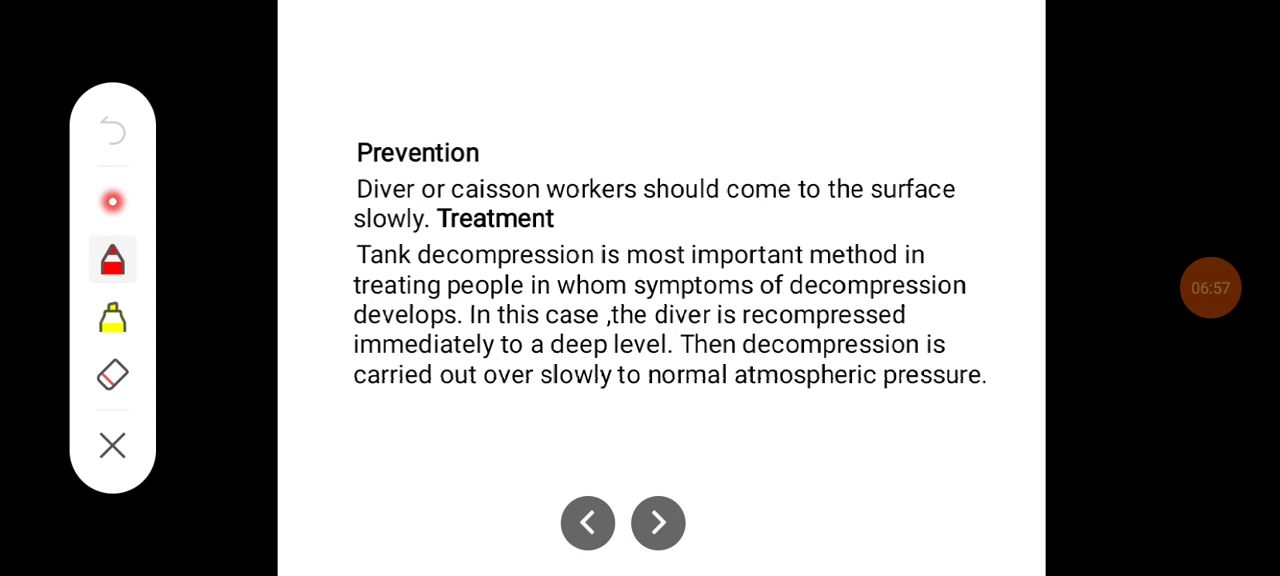 Prevention
Diver or caisson workers should come to the surface
slowly. Treatment
Tank decompression is most important method in
treating people in whom symptoms of decompression
develops. In this case ,the diver is recompressed
immediately to a deep level. Then decompression is
carried out over slowly to normal atmospheric pressure.
06:57